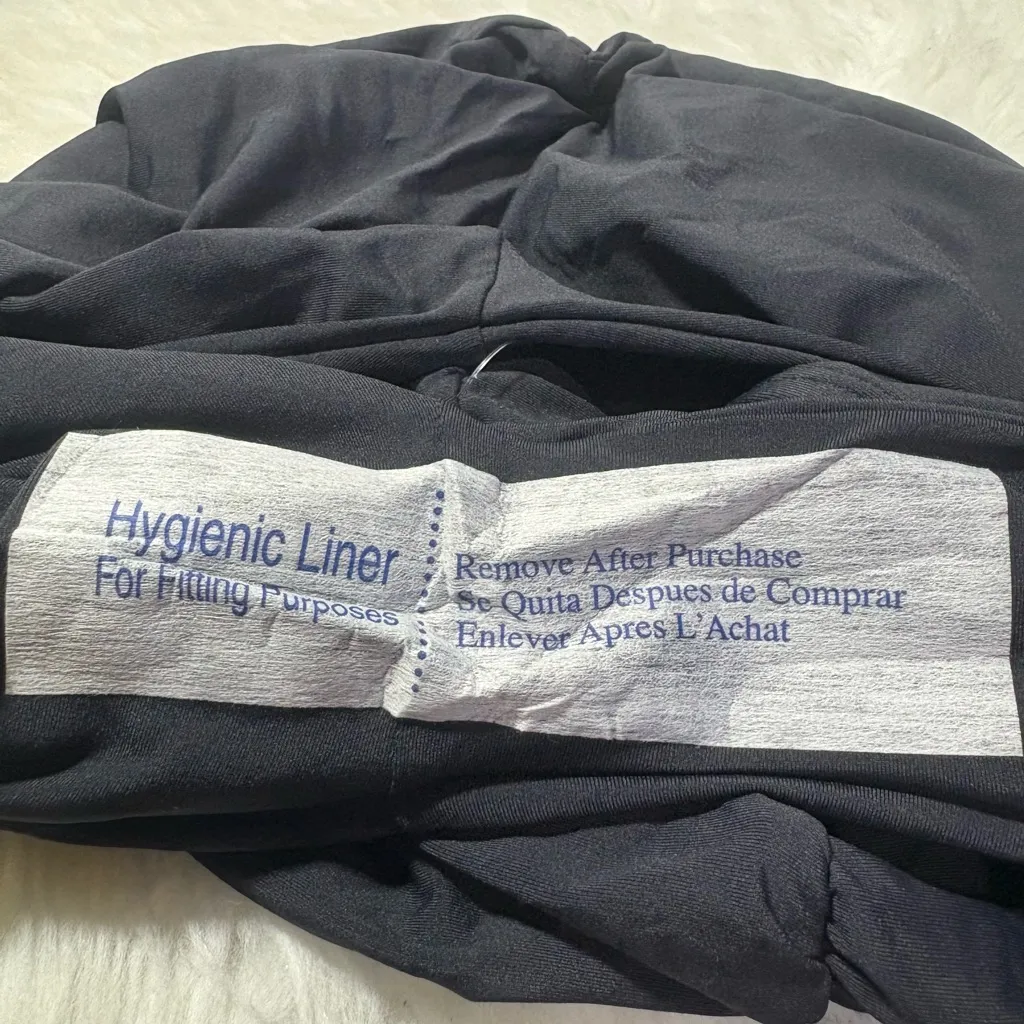 Hygienic Liner
For Fitting Purposes
Remove After Purchase
Se Quita Despues de Comprar
Enlever Apres L'Achat